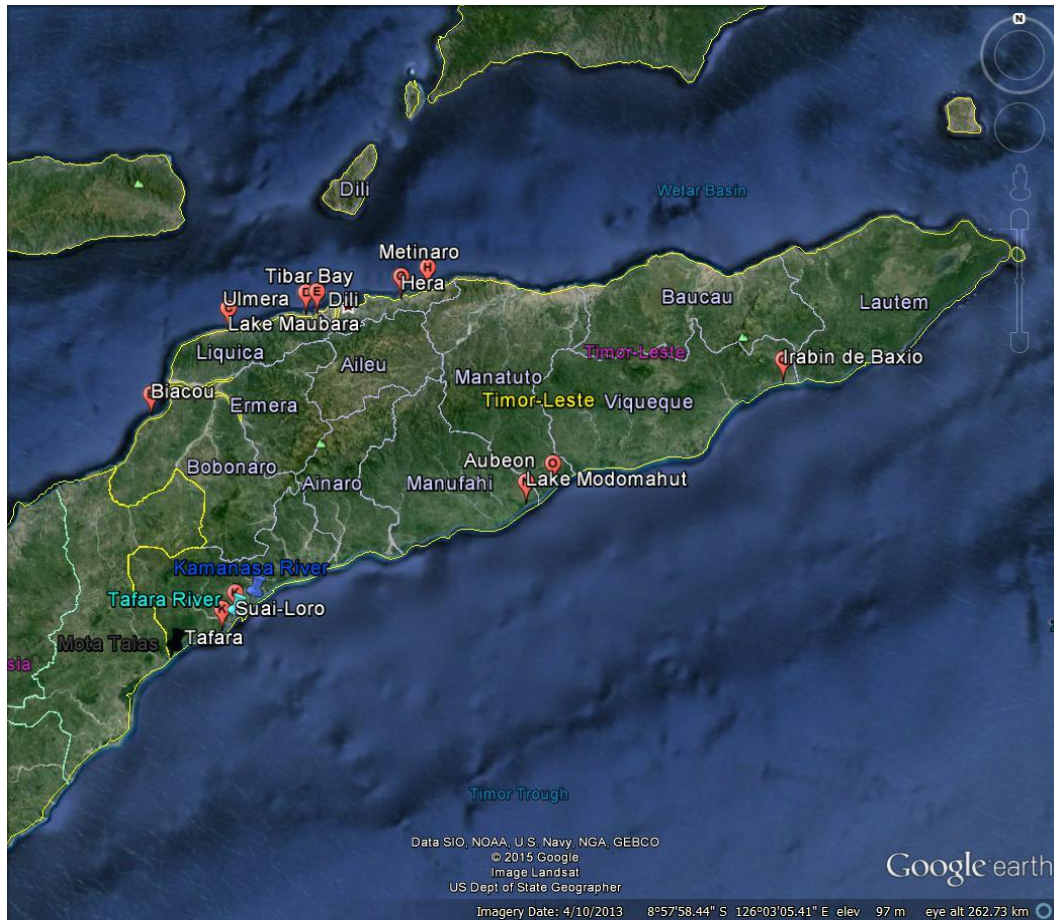 N
Dili
Wetar Basin
Metinaro
H
Tibar Bay
Hera
E
Ulmera
Dili
Baucau
Lautem
Lake Maubara
Liquica
Timor-Leste
Irabin de Baxio
Aileu
Manatuto
Biacou
Timor-Leste
Viqueque
Ermera
Aubeon
O
Bobonaro
Ainaro
Manufahi
Lake Modomahut
Kamanasa River
Tafara River
Suai-Loro
Mota Talas
Tafara
sia
Timor Trough
Data SIO, NOAA, U.S. Navy, NGA, GEBCO
© 2015 Google
Image Landsat
US Dept of State Geographer
Google earth
Imagery Date: 4/10/2013 8°57'58.44" S 126°03'05.41" E elev 97 m eye alt 262.73 km